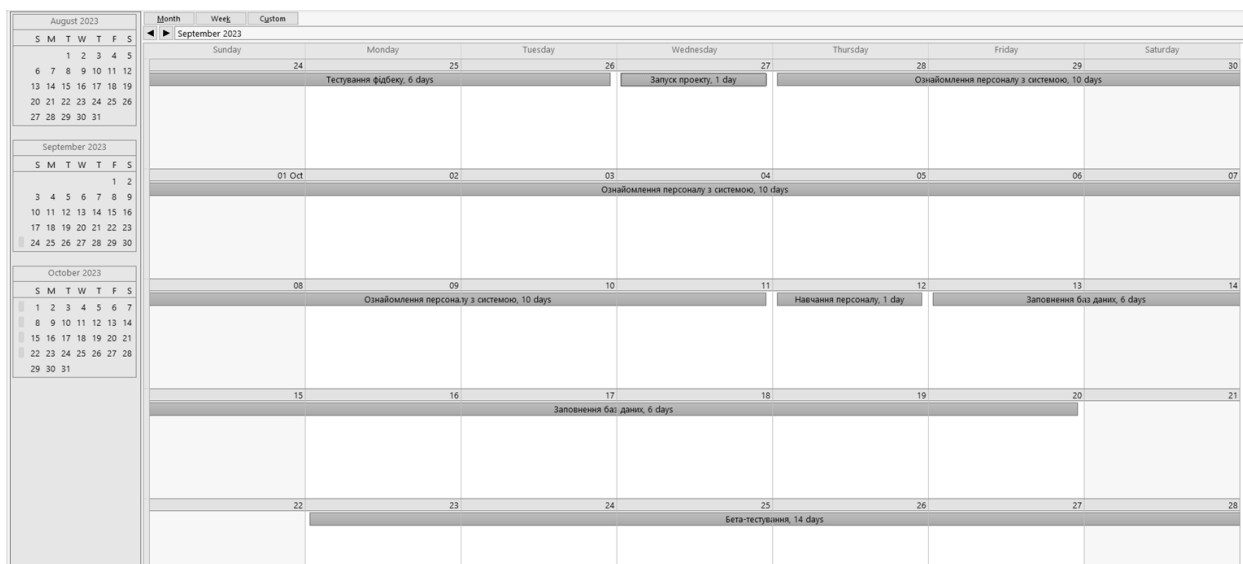 August 2023
S M T W T F S
1 2 3 4 5
6 7 8 9 10 11 12
13 14 15 16 17 18 19
20 21 22 23 24 25 26
27 28 29 30 31
September 2023
S M T W T F S
1 2
3 4 5 6 7 8 9
10 11 12 13 14 15 16
17 18 19 20 21 22 23
24 25 26 27 28 29 30
October 2023
S M T W T F S
1 2 3 4 5 6 7
8 9 10 11 12 13 14
15 16 17 18 19 20 21
22 23 24 25 26 27 28
29 30 31
Month Week Custom
September 2023
Sunday Monday Tuesday Wednesday Thursday Friday Saturday
24 25 26 27 28 29 30
Тестування фідбеку, 6 days Запуск проекту, 1 day Ознайомлення персоналу з системою, 10 days
01 Oct 02 03 04 05 06 07
Ознайомлення персоналу з системою, 10 days
08 09 10 11 12 13 14
Ознайомлення персоналу з системою, 10 days Навчання персоналу, 1 day Заповнення баз даних, 6 days
15 16 17 18 19 20 21
Заповнення баз даних, 6 days
22 23 24 25 26 27 28
Бета-тестування, 14 days